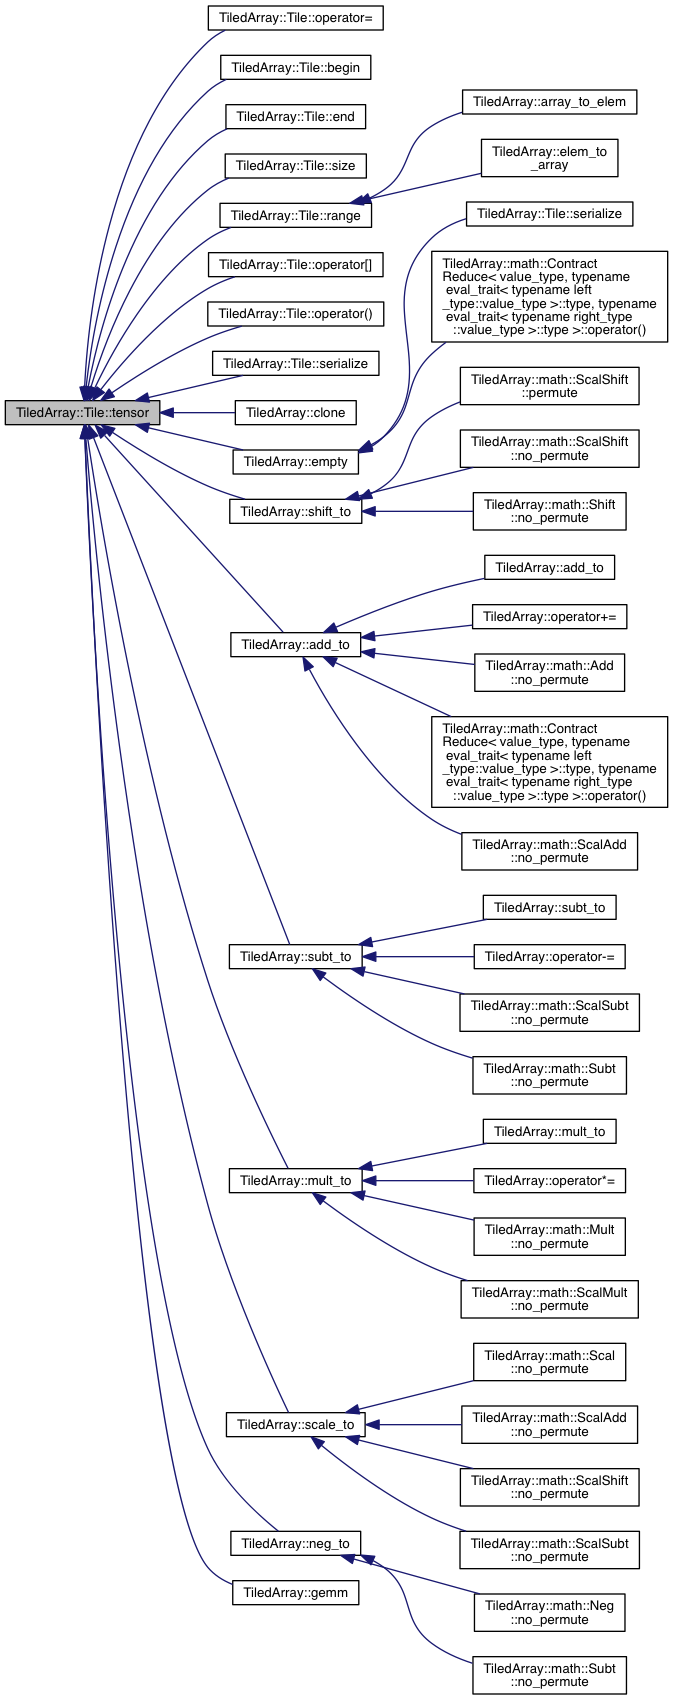 TiledArray::Tile::operator=
TiledArray::Tile::begin
TiledArray::Tile::end
TiledArray::Tile::size
TiledArray::Tile::range
TiledArray::Tile::operator[]
TiledArray::Tile::operator()
TiledArray::Tile::serialize
TiledArray::Tile::tensor
TiledArray::clone
TiledArray::empty
TiledArray::shift_to
TiledArray::add_to
TiledArray::subt_to
TiledArray::mult_to
TiledArray::scale_to
TiledArray::neg_to
TiledArray::gemm
TiledArray::array_to_elem
TiledArray::elem_to
_array
TiledArray::Tile::serialize
TiledArray::math::Contract
Reduce< value_type, typename
eval_trait< typename left
_type::value_type >::type, typename
eval_trait< typename right_type
::value_type >::type >::operator()
TiledArray::math::ScalShift
::permute
TiledArray::math::ScalShift
::no_permute
TiledArray::math::Shift
::no_permute
TiledArray::add_to
TiledArray::operator+=
TiledArray::math::Add
::no_permute
TiledArray::math::Contract
Reduce< value_type, typename
eval_trait< typename left
_type::value_type >::type, typename
eval_trait< typename right_type
::value_type >::type >::operator()
TiledArray::math::ScalAdd
::no_permute
TiledArray::subt_to
TiledArray::operator-=
TiledArray::math::ScalSubt
::no_permute
TiledArray::math::Subt
::no_permute
TiledArray::mult_to
TiledArray::operator*=
TiledArray::math::Mult
::no_permute
TiledArray::math::ScalMult
::no_permute
TiledArray::math::Scal
::no_permute
TiledArray::math::ScalAdd
::no_permute
TiledArray::math::ScalShift
::no_permute
TiledArray::math::ScalSubt
::no_permute
TiledArray::math::Neg
::no_permute
TiledArray::math::Subt
::no_permute